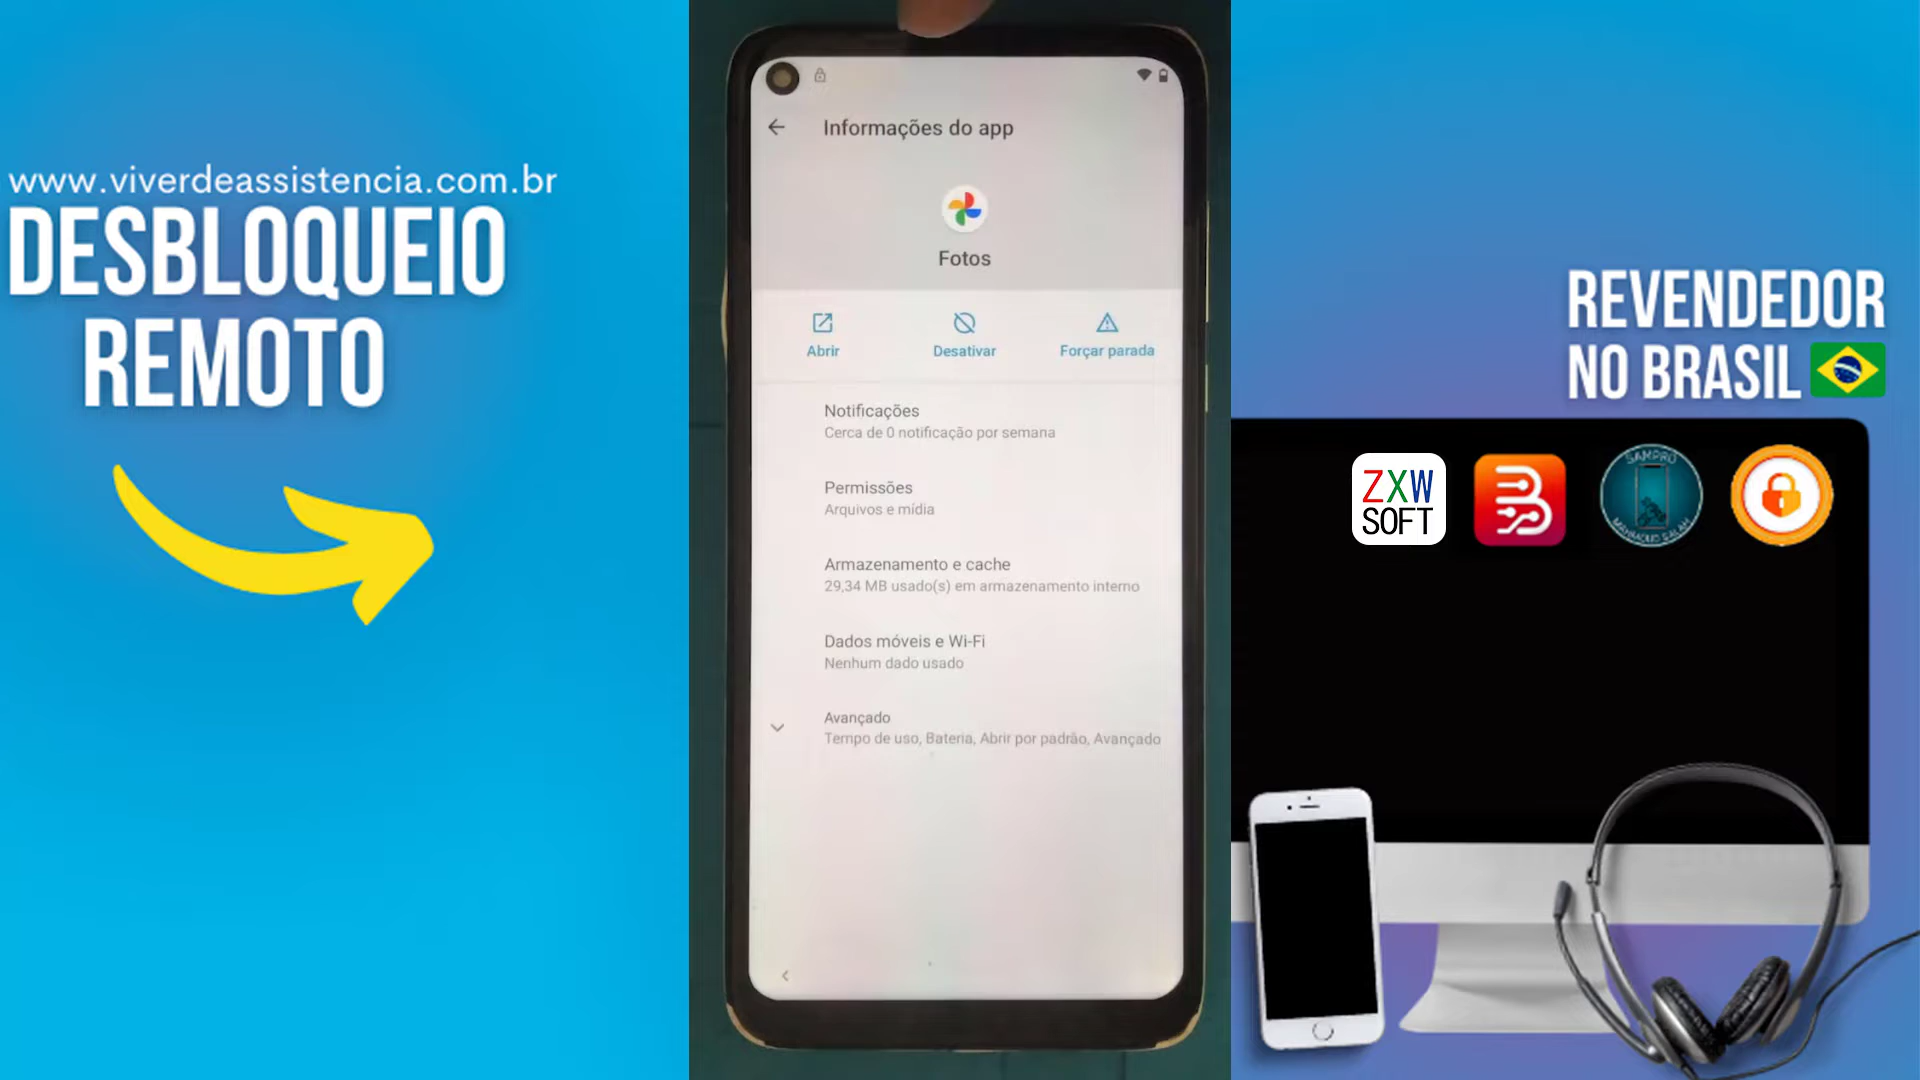 www.viverdeassistencia.com.br
DESBLOQUEIO
REMOTO
Informações do app
Fotos
Abrir
Desativar
Forçar parada
Notificações
Cerca de 0 notificação por semana
Permissões
Arquivos e mídia
Armazenamento e cache
29,34 MB usado(s) em armazenamento interno
Dados móveis e Wi-Fi
Nenhum dado usado
Avançado
Tempo de uso, Bateria, Abrir por padrão, Avançado
REVENDEDOR
NO BRASIL
ZXW
SOFT
SAMPRO
MAHMOUD SALAH